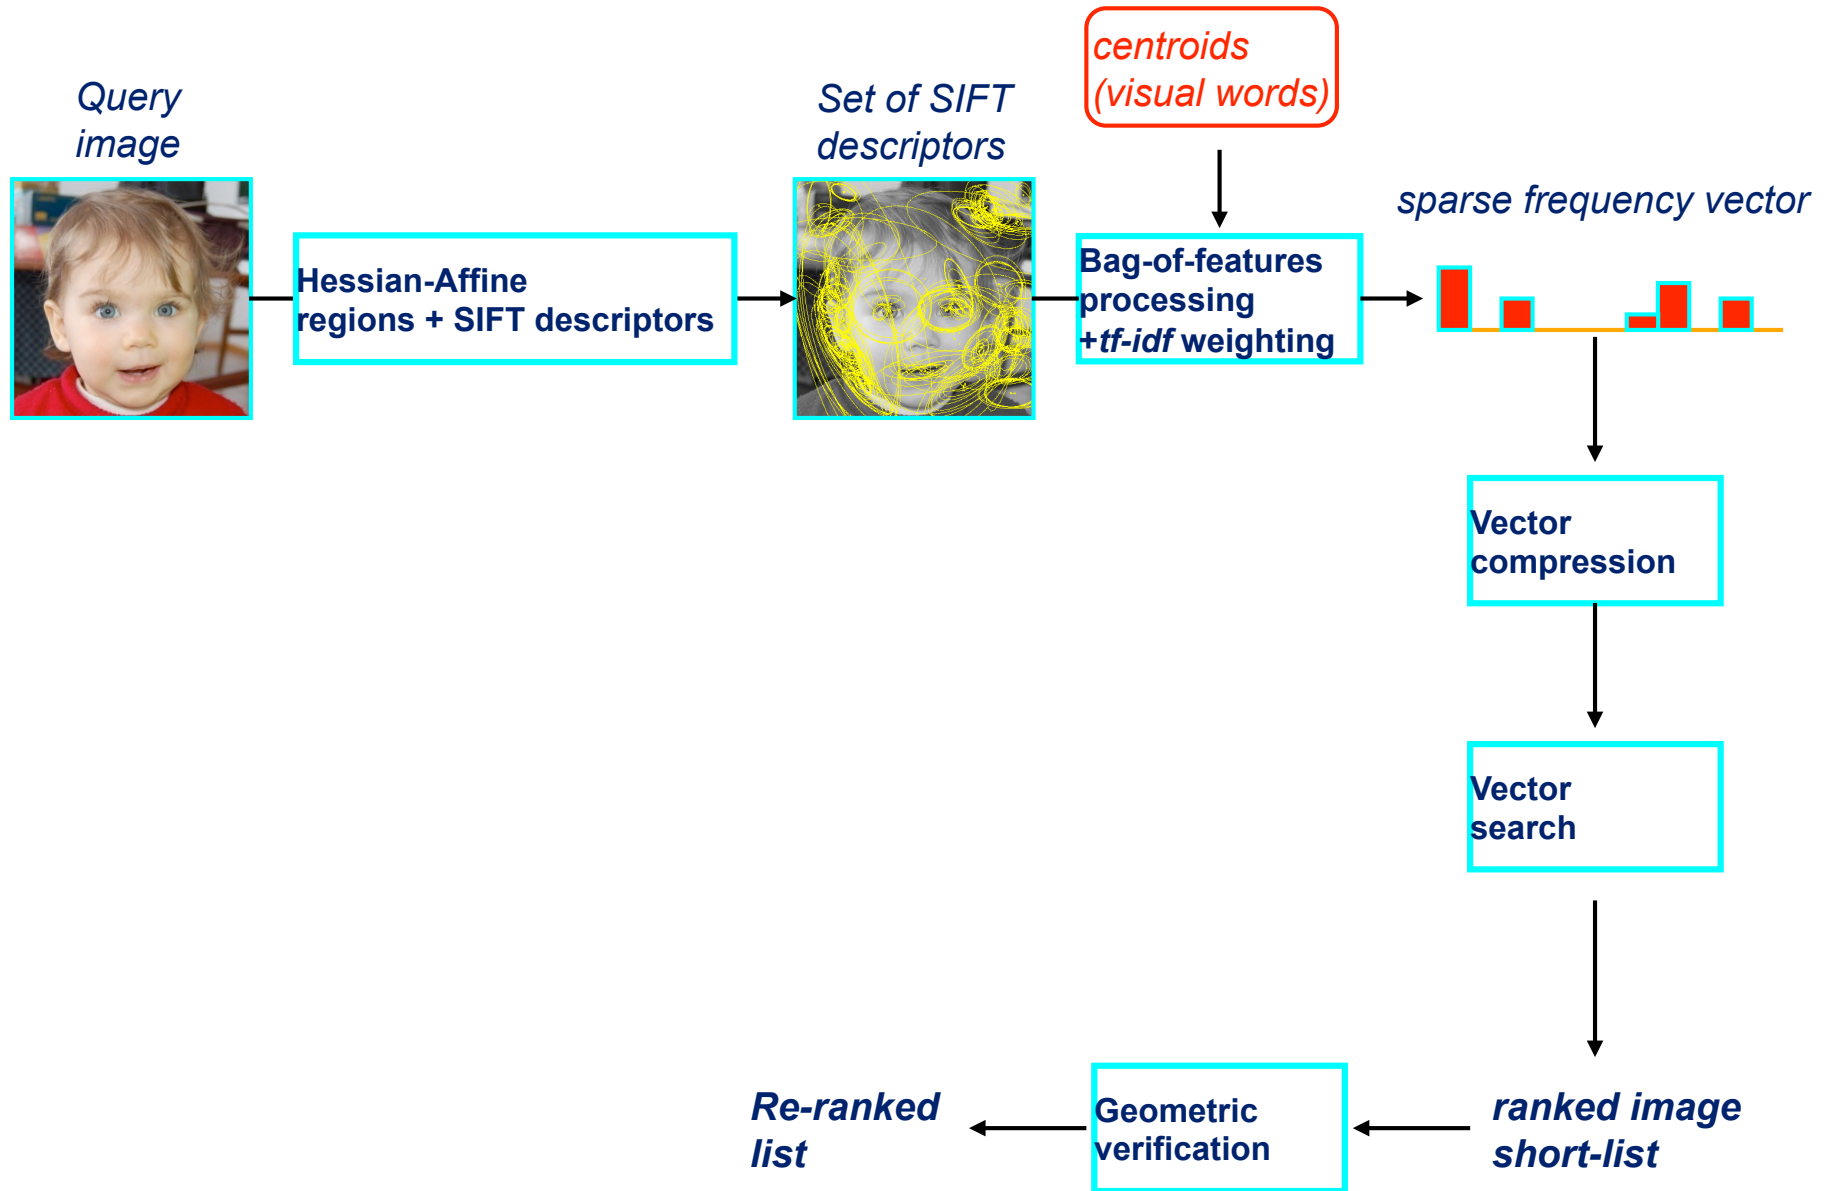 Query
image
Hessian-Affine
regions + SIFT descriptors
Set of SIFT
descriptors
centroids
(visual words)
Bag-of-features
processing
+tf-idf weighting
sparse frequency vector
Vector
compression
Vector
search
ranked image
short-list
Geometric
verification
Re-ranked
list